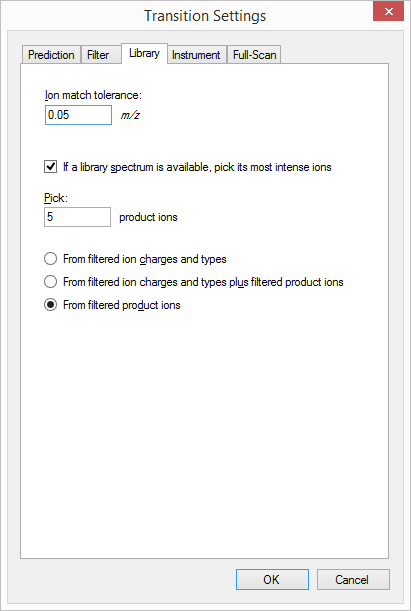 Transition Settings
Prediction Filter Library Instrument Full-Scan
Ion match tolerance:
0.05 m/z
If a library spectrum is available, pick its most intense ions
Pick:
5 product ions
From filtered ion charges and types
From filtered ion charges and types plus filtered product ions
From filtered product ions
OK Cancel